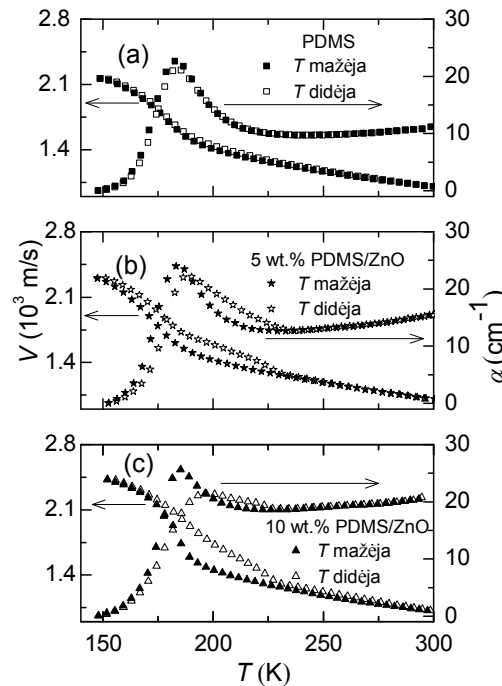 2.8
30
(a)
PDMS
T mažėja
T didėja
20
2.1
10
1.4
0
2.8
30
(b)
5 wt.% PDMS/ZnO
T mažėja
T didėja
20
2.1
10
1.4
0
V (10³ m/s)
α (cm⁻¹)
2.8
30
(c)
20
2.1
10 wt.% PDMS/ZnO
T mažėja
T didėja
10
1.4
0
150 200 250 300
T (K)